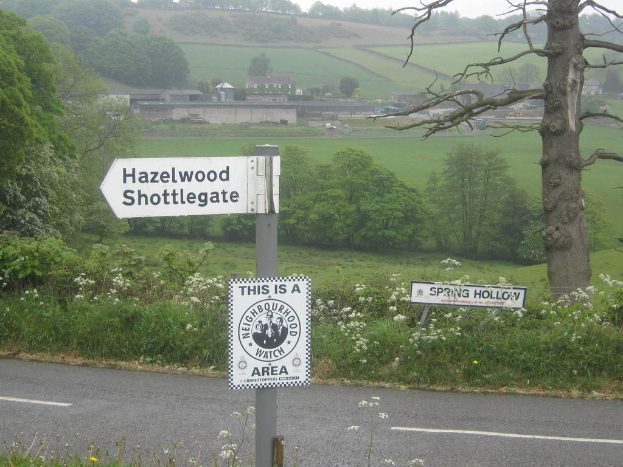 Hazelwood
Shottlegate
THIS IS A
NEIGHBOURHOOD
WATCH
AREA
SPRING HOLLOW